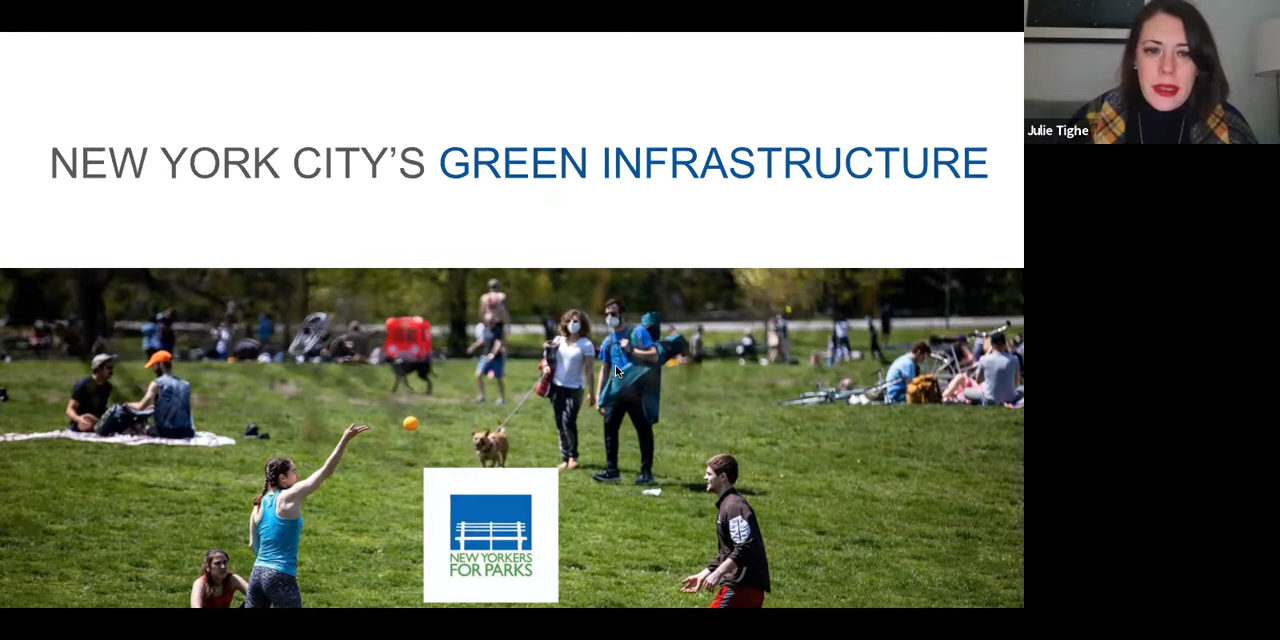 NEW YORK CITY’S GREEN INFRASTRUCTURE
Julie Tighe
NEW YORKERS
FOR PARKS